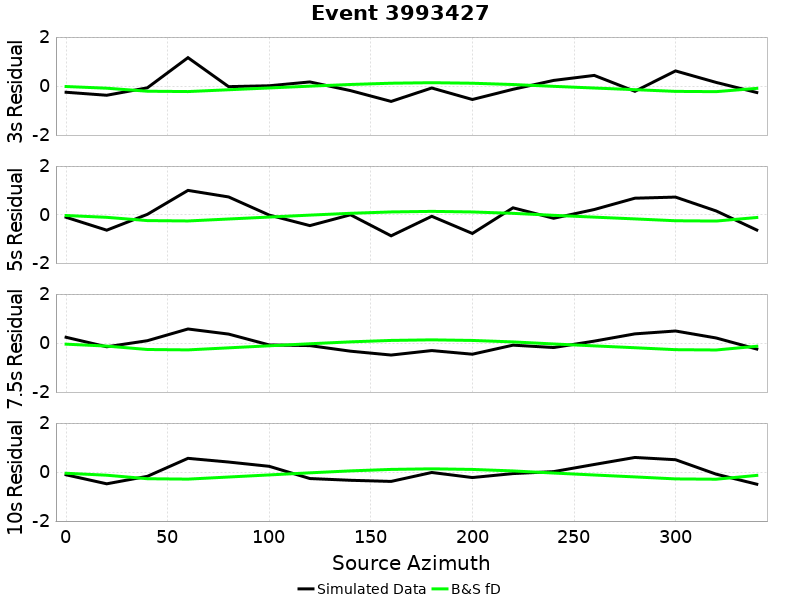 Event 3993427
3s Residual
2
0
-2
5s Residual
2
0
-2
7.5s Residual
2
0
-2
10s Residual
2
0
-2
0 50 100 150 200 250 300
Source Azimuth
Simulated Data B&S fD